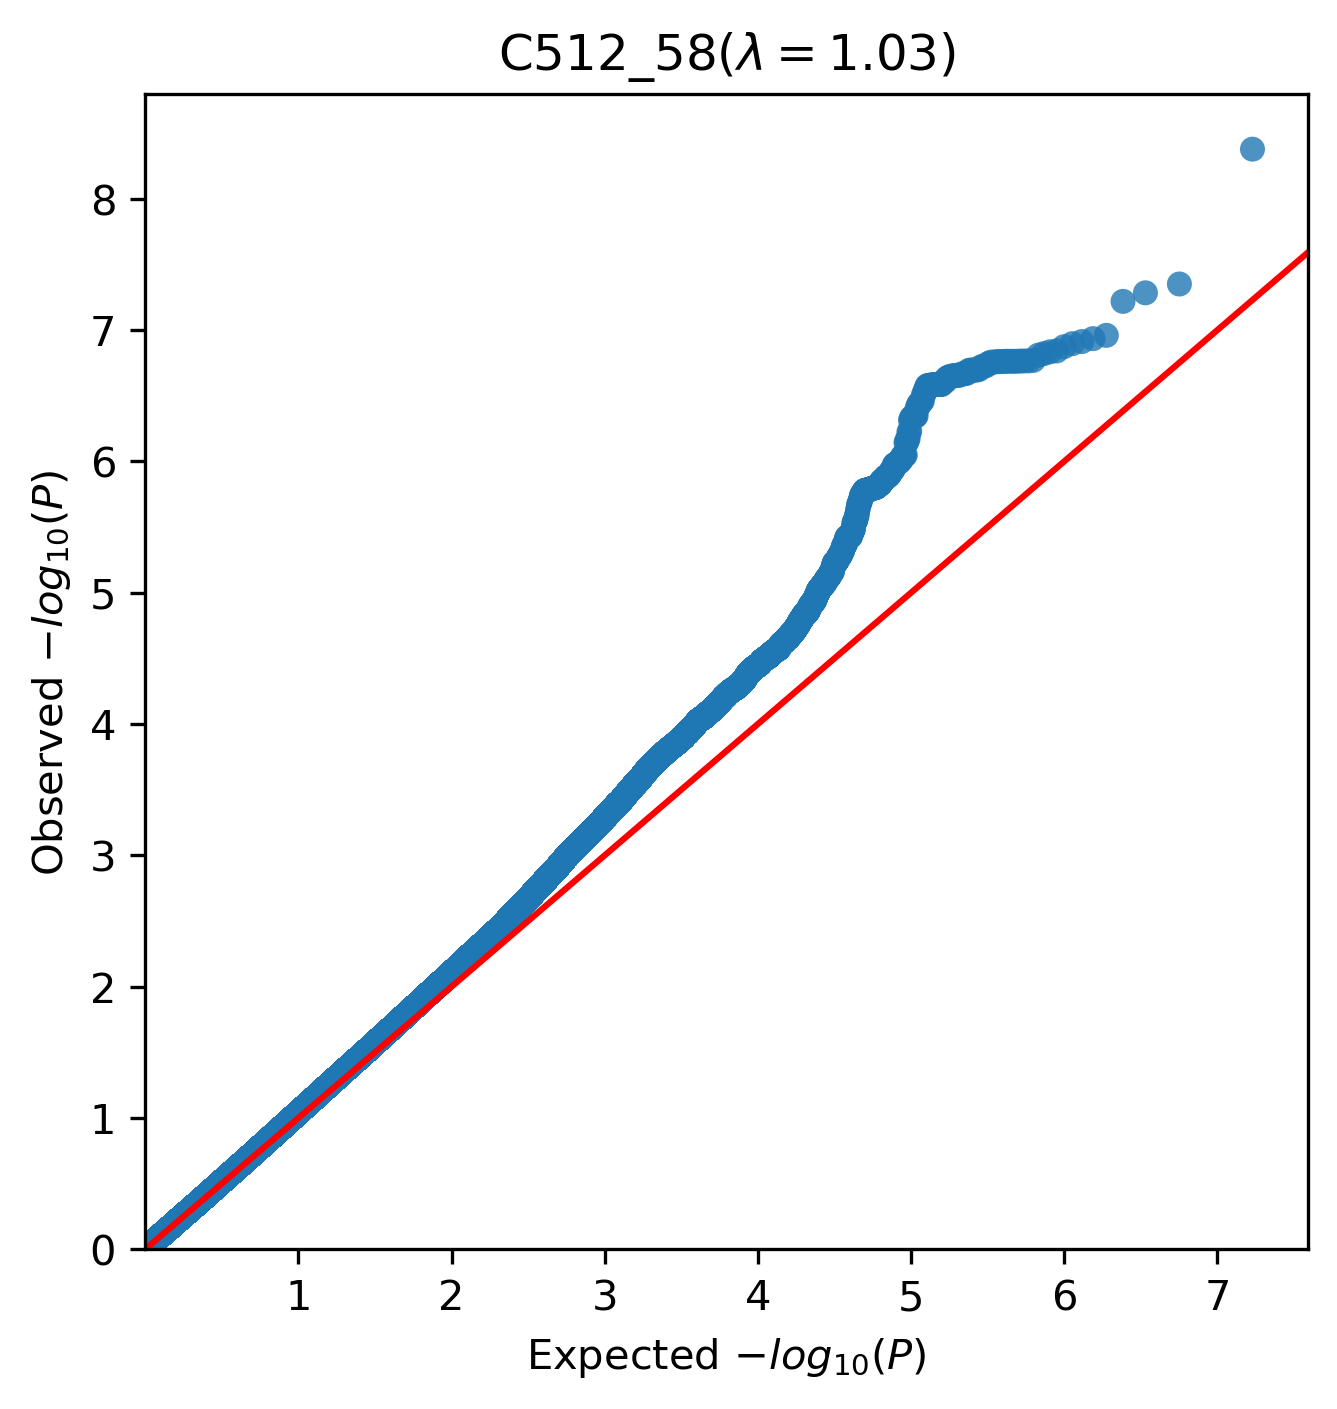 C512_58(λ = 1.03)
8
7
6
5
4
3
2
1
0
Observed −log₁₀(P)
1 2 3 4 5 6 7
Expected −log₁₀(P)